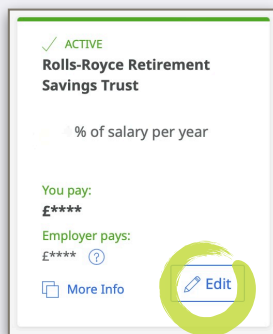 ACTIVE
Rolls-Royce Retirement
Savings Trust
% of salary per year
You pay:
£****
Employer pays:
£**** ?
More Info
Edit